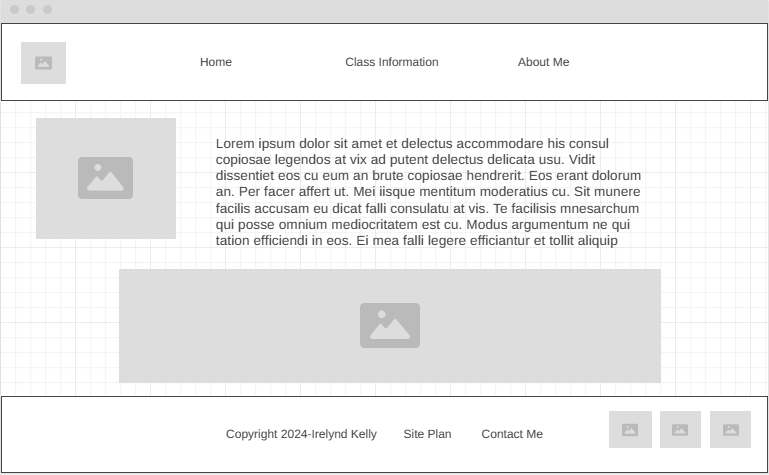 Home Class Information About Me
Lorem ipsum dolor sit amet et delectus accommodare his consul
copiosae legendos at vix ad putent delectus delicata usu. Vidit
dissentiet eos cu eum an brute copiosae hendrerit. Eos erant dolorum
an. Per facer affert ut. Mei iisque mentitum moderatius cu. Sit munere
facilis accusam eu dicat falli consulatu at vis. Te facilisis mnesarchum
qui posse omnium mediocritatem est cu. Modus argumentum ne qui
tation efficiendi in eos. Ei mea falli legere efficiantur et tollit aliquip
Copyright 2024-Irelynd Kelly Site Plan Contact Me